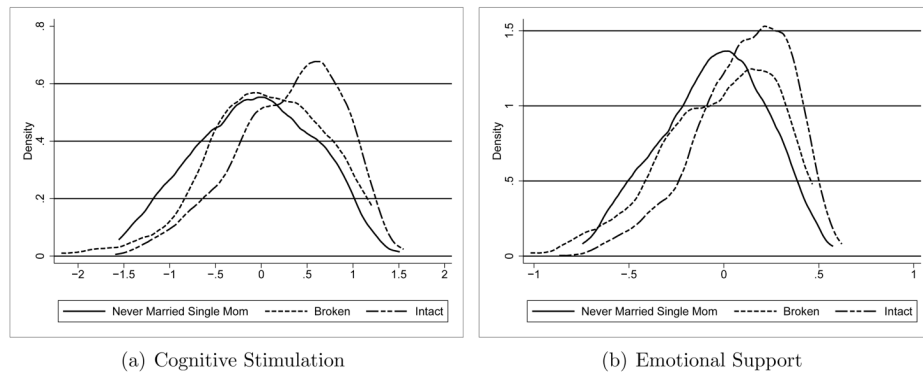 Density
0 .2 .4 .6 .8
−2 −1.5 −1 −.5 0 .5 1 1.5 2
Never Married Single Mom Broken Intact
(a) Cognitive Stimulation
Density
0 .5 1 1.5
−1 −.5 0 .5 1
Never Married Single Mom Broken Intact
(b) Emotional Support